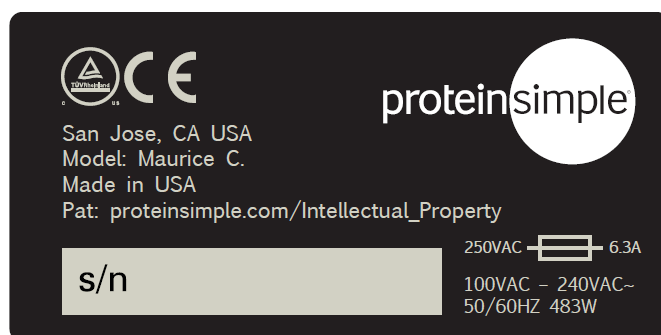 TÜVRheinland
C US
CE
proteinsimple
San Jose, CA USA
Model: Maurice C.
Made in USA
Pat: proteinsimple.com/Intellectual_Property
s/n
250VAC 6.3A
100VAC – 240VAC~
50/60HZ 483W